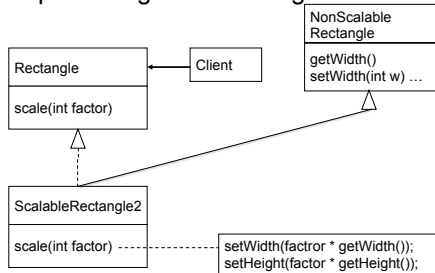 NonScalable
Rectangle
getWidth()
setWidth(int w) …
Rectangle
Client
scale(int factor)
ScalableRectangle2
scale(int factor)
setWidth(factror * getWidth());
setHeight(factor * getHeight());